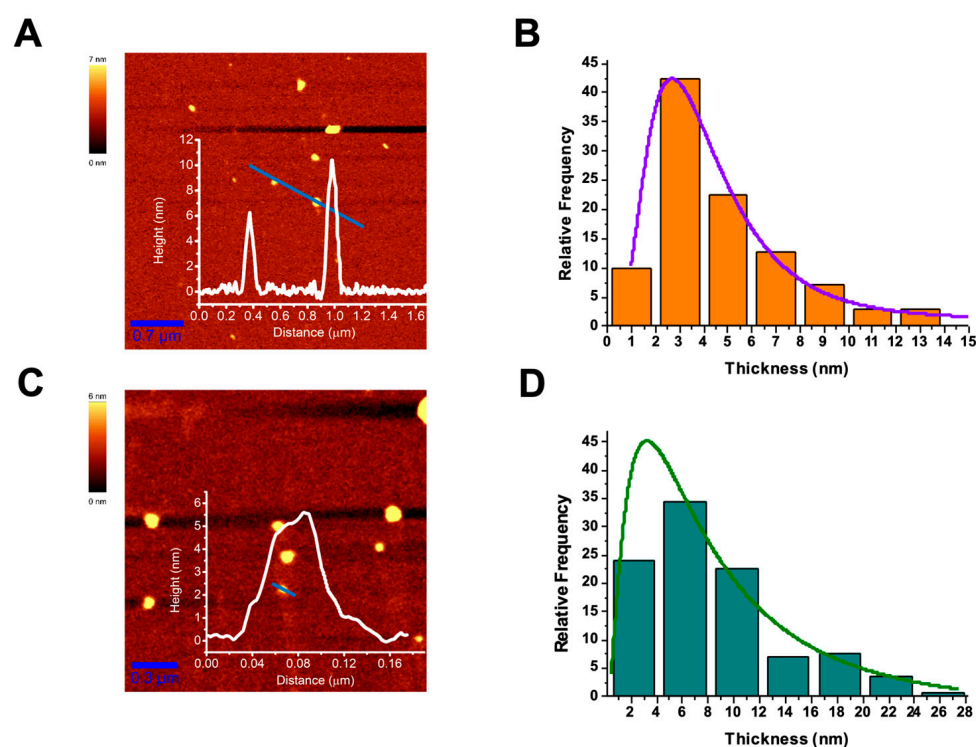 A
7 nm
0 nm
12
10
8
6
4
2
0
Height (nm)
0.0 0.2 0.4 0.6 0.8 1.0 1.2 1.4 1.6
Distance (μm)
0.7 μm
B
45
40
35
30
25
20
15
10
5
0
Relative Frequency
0 1 2 3 4 5 6 7 8 9 10 11 12 13 14 15
Thickness (nm)
C
6 nm
0 nm
6
5
4
3
2
1
0
Height (nm)
0.00 0.04 0.08 0.12 0.16
Distance (μm)
0.3 μm
D
45
40
35
30
25
20
15
10
5
0
Relative Frequency
2 4 6 8 10 12 14 16 18 20 22 24 26 28
Thickness (nm)